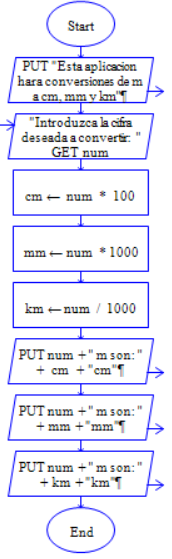 Start
PUT "Esta aplicacion
hara conversiones de m
a cm, mm y km"¶
"Introduzca la cifra
deseada a convertir: "
GET num
cm ← num * 100
mm ← num * 1000
km ← num / 1000
PUT num + " m son: "
+ cm + "cm"¶
PUT num + " m son: "
+ mm + "mm"¶
PUT num + " m son: "
+ km + "km"¶
End